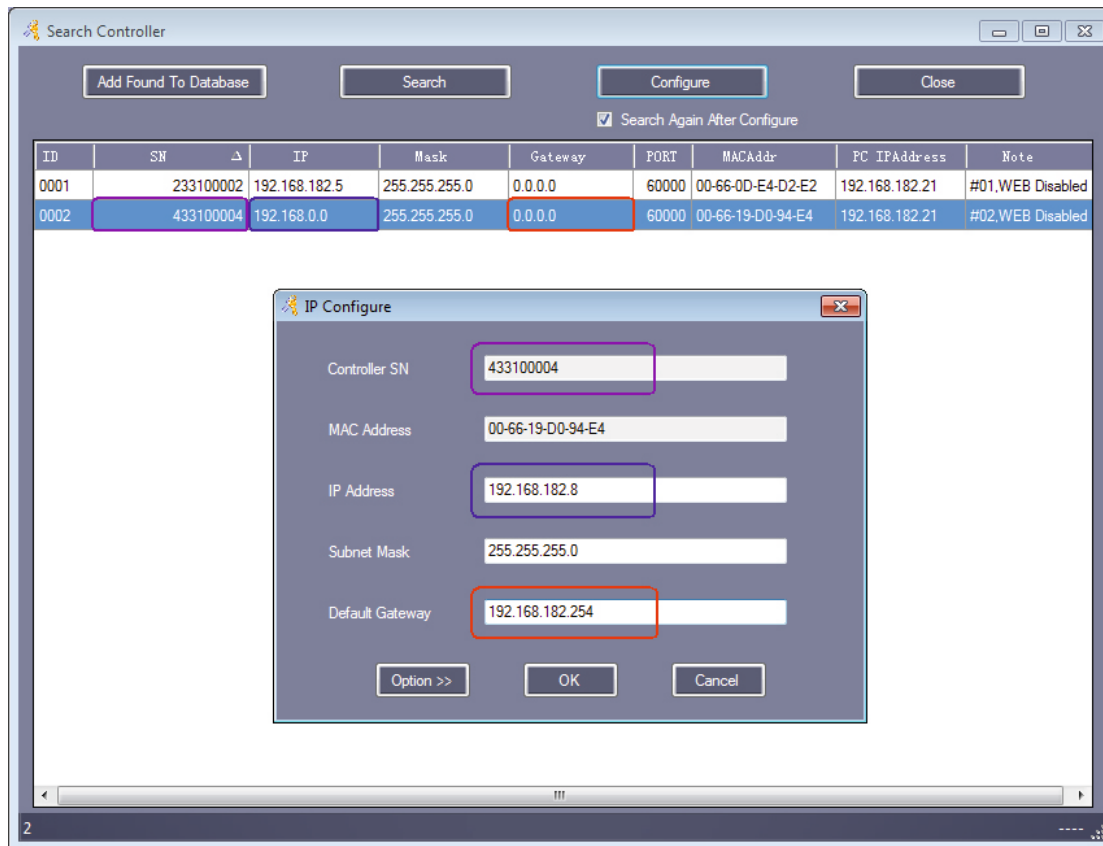 Search Controller
Add Found To Database Search Configure Close
Search Again After Configure
ID SN IP Mask Gateway PORT MACAddr PC IPAddress Note
0001 233100002 192.168.182.5 255.255.255.0 0.0.0.0 60000 00-66-0D-E4-D2-E2 192.168.182.21 #01,WEB Disabled
0002 433100004 192.168.0.0 255.255.255.0 0.0.0.0 60000 00-66-19-D0-94-E4 192.168.182.21 #02,WEB Disabled
IP Configure
Controller SN 433100004
MAC Address 00-66-19-D0-94-E4
IP Address 192.168.182.8
Subnet Mask 255.255.255.0
Default Gateway 192.168.182.254
Option >> OK Cancel
2 ----